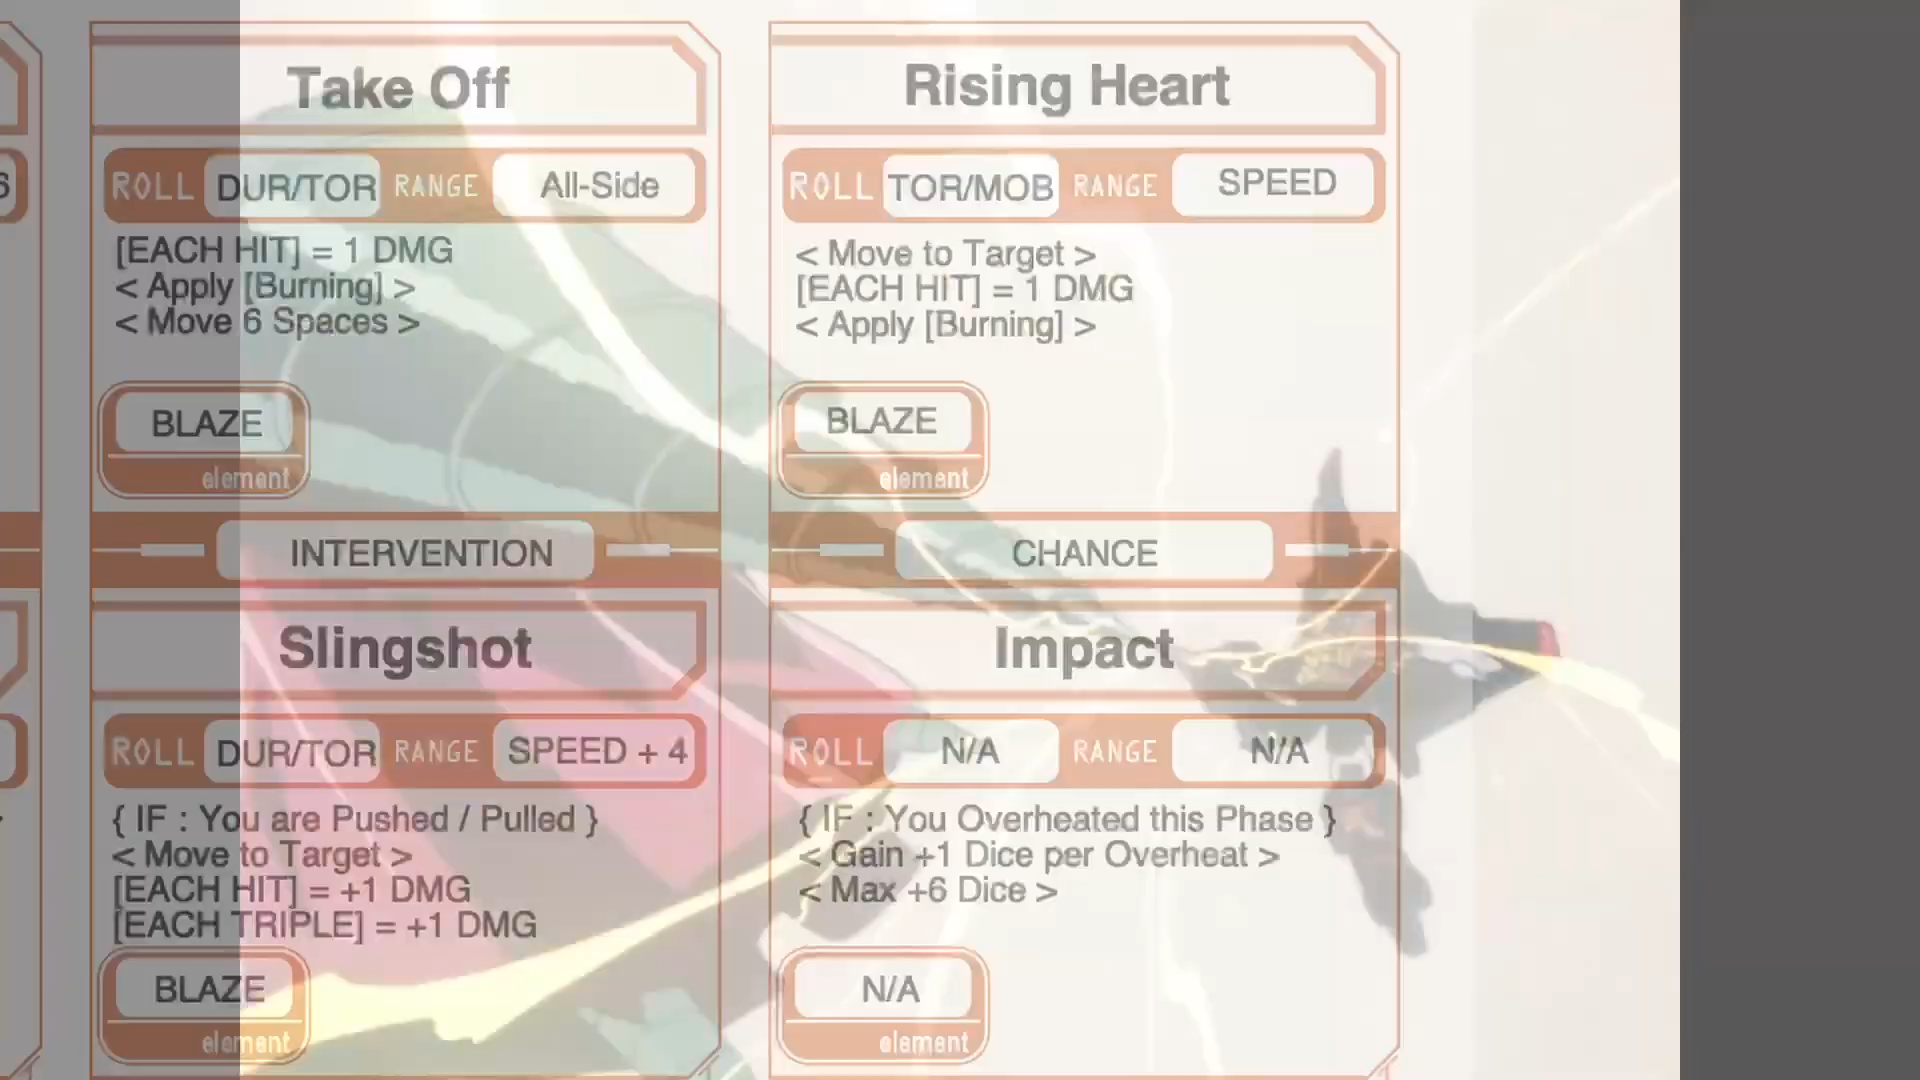 Take Off
ROLL DUR/TOR RANGE All-Side
[EACH HIT] = 1 DMG
< Apply [Burning] >
< Move 6 Spaces >
BLAZE
element
INTERVENTION
Slingshot
ROLL DUR/TOR RANGE SPEED + 4
{ IF : You are Pushed / Pulled }
< Move to Target >
[EACH HIT] = +1 DMG
[EACH TRIPLE] = +1 DMG
BLAZE
element
Rising Heart
ROLL TOR/MOB RANGE SPEED
< Move to Target >
[EACH HIT] = 1 DMG
< Apply [Burning] >
BLAZE
element
CHANCE
Impact
ROLL N/A RANGE N/A
{ IF : You Overheated this Phase }
< Gain +1 Dice per Overheat >
< Max +6 Dice >
N/A
element